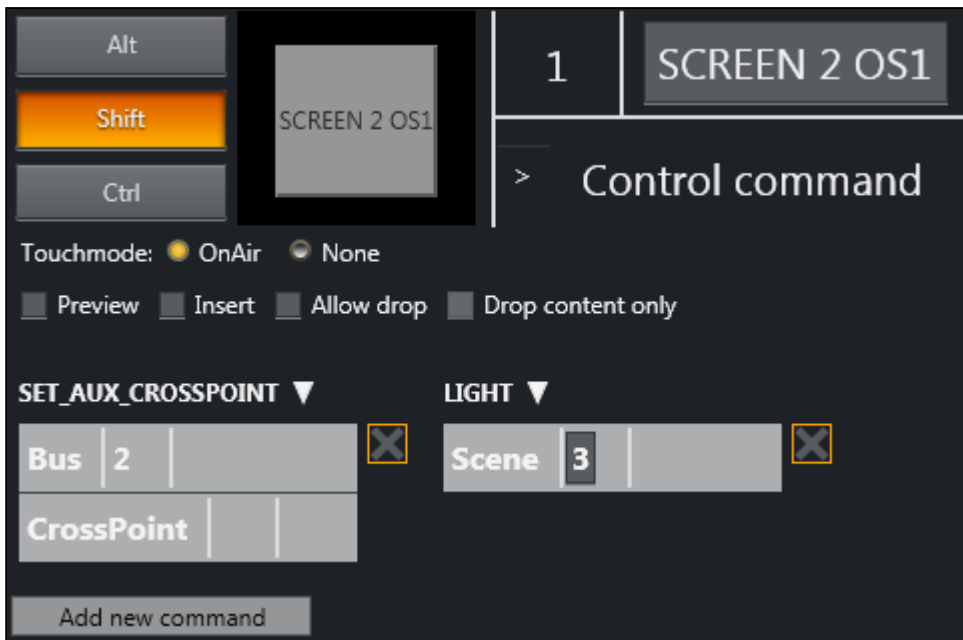 Alt
Shift
Ctrl
SCREEN 2 OS1
1
SCREEN 2 OS1
> Control command
Touchmode: OnAir None
Preview Insert Allow drop Drop content only
SET_AUX_CROSSPOINT ▼ LIGHT ▼
Bus 2
CrossPoint
Scene 3
Add new command